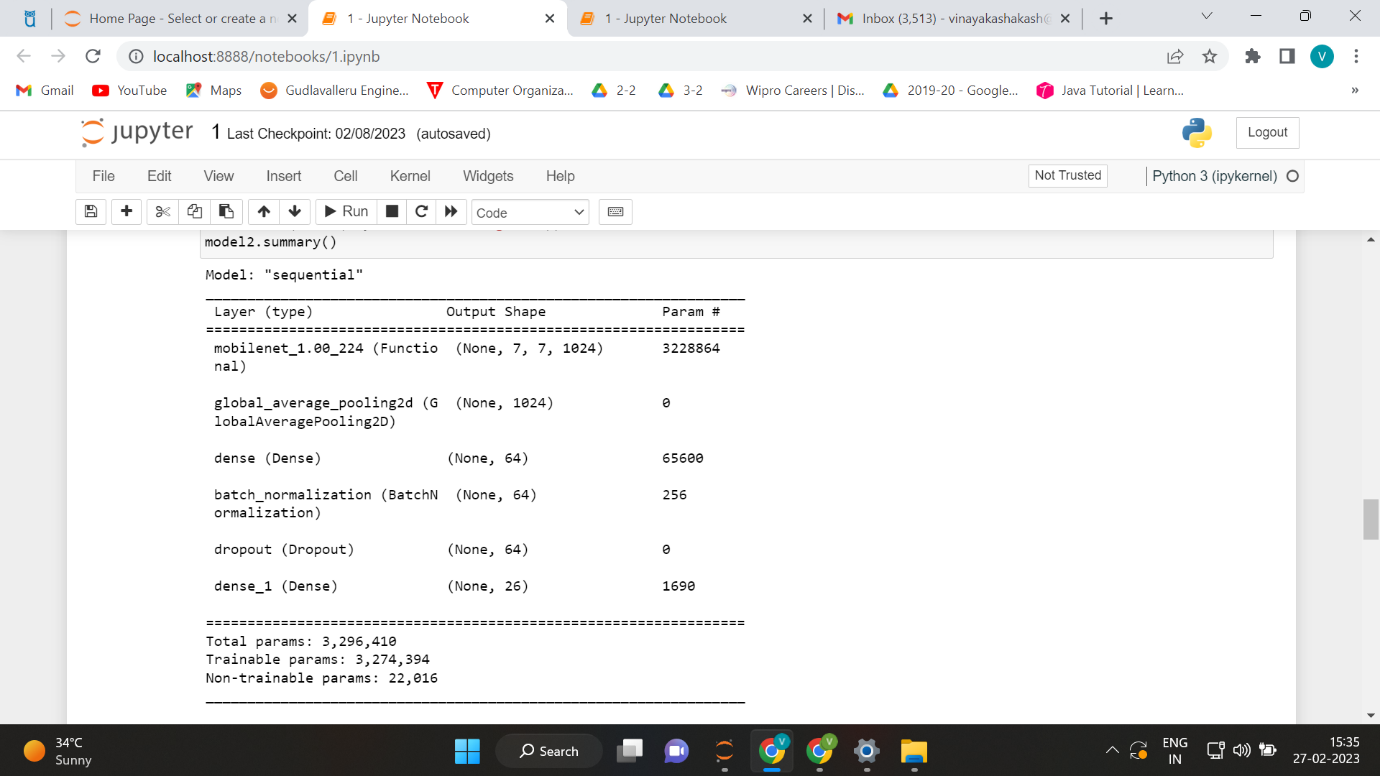 Home Page - Select or create a n
1 - Jupyter Notebook
1 - Jupyter Notebook
Inbox (3,513) - vinayakashakash@
localhost:8888/notebooks/1.ipynb
V
Gmail
YouTube
Maps
Gudlavalleru Engine...
Computer Organiza...
2-2
3-2
Wipro Careers | Dis...
2019-20 - Google...
Java Tutorial | Learn...
»
jupyter 1 Last Checkpoint: 02/08/2023 (autosaved)
Logout
File Edit View Insert Cell Kernel Widgets Help
Not Trusted
Python 3 (ipykernel)
Run
Code
model2.summary()
Model: "sequential"
Layer (type) Output Shape Param #
=================================================================
mobilenet_1.00_224 (Functio (None, 7, 7, 1024) 3228864
nal)
global_average_pooling2d (G (None, 1024) 0
lobalAveragePooling2D)
dense (Dense) (None, 64) 65600
batch_normalization (BatchN (None, 64) 256
ormalization)
dropout (Dropout) (None, 64) 0
dense_1 (Dense) (None, 26) 1690
=================================================================
Total params: 3,296,410
Trainable params: 3,274,394
Non-trainable params: 22,016
34°C
Sunny
Search
V
V
ENG
IN
15:35
27-02-2023